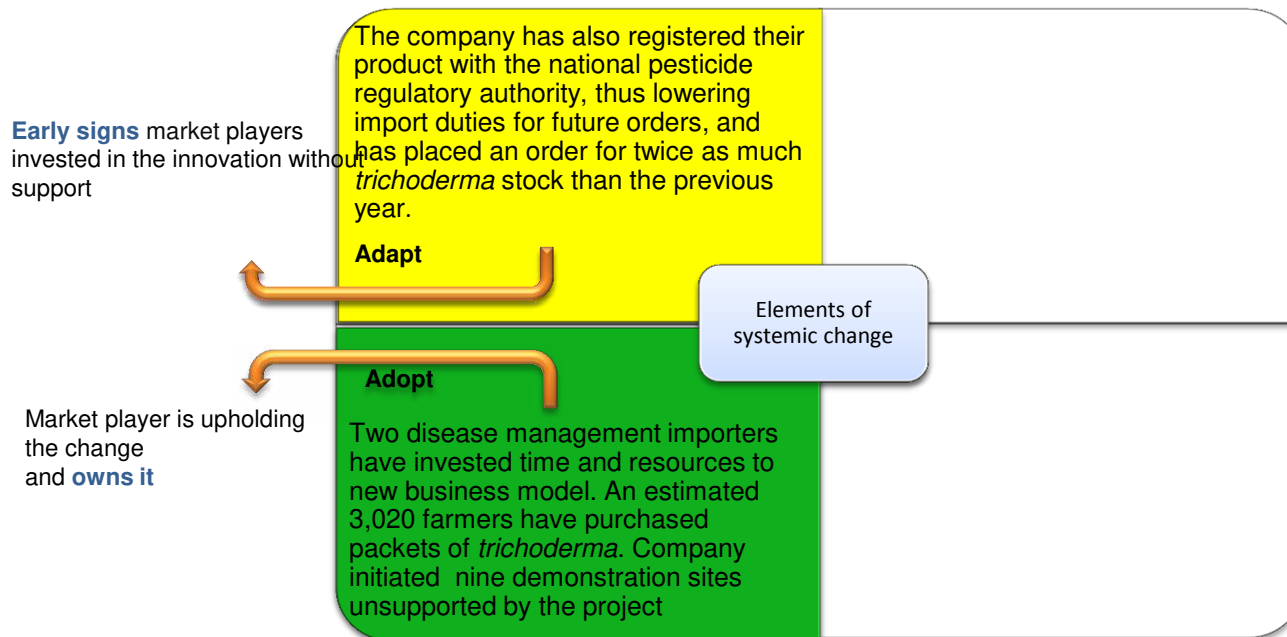 The company has also registered their
product with the national pesticide
regulatory authority, thus lowering
import duties for future orders, and
has placed an order for twice as much
trichoderma stock than the previous
year.
Adapt
Early signs market players
invested in the innovation without
support
Elements of
systemic change
Adopt
Two disease management importers
have invested time and resources to
new business model. An estimated
3,020 farmers have purchased
packets of trichoderma. Company
initiated nine demonstration sites
unsupported by the project
Market player is upholding
the change
and owns it